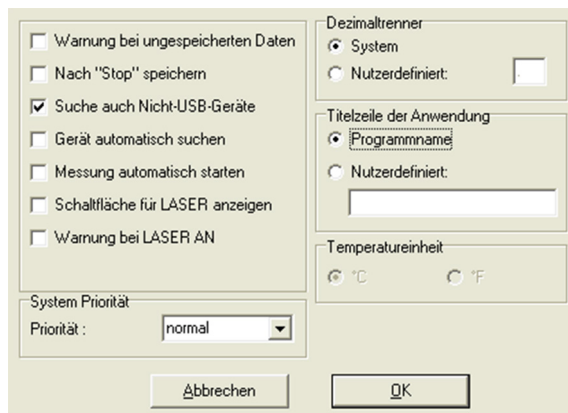 Warnung bei ungespeicherten Daten
Nach "Stop" speichern
Suche auch Nicht-USB-Geräte
Gerät automatisch suchen
Messung automatisch starten
Schaltfläche für LASER anzeigen
Warnung bei LASER AN
System Priorität
Priorität : normal
Dezimaltrenner
System
Nutzerdefiniert: .
Titelzeile der Anwendung
Programmname
Nutzerdefiniert:
Temperatureinheit
°C °F
Abbrechen OK